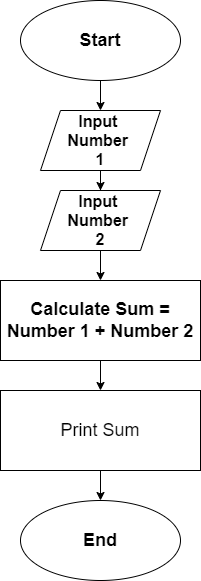 Start
Input
Number
1
Input
Number
2
Calculate Sum =
Number 1 + Number 2
Print Sum
End